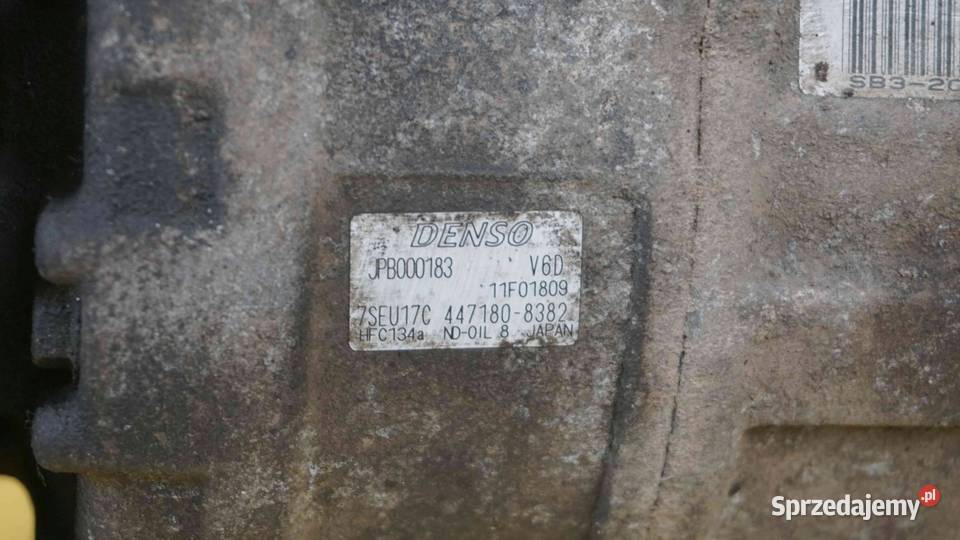 SB3-20
DENSO
JPB000183 V6D
11F01809
7SEU17C 447180-8382
HFC134a ND-OIL 8 JAPAN
Sprzedajemy.pl